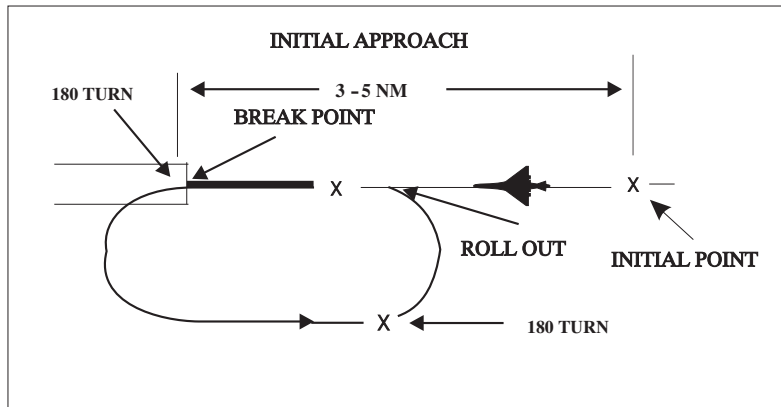 INITIAL APPROACH
3 - 5 NM
180 TURN
BREAK POINT
X
X
ROLL OUT
INITIAL POINT
X
180 TURN